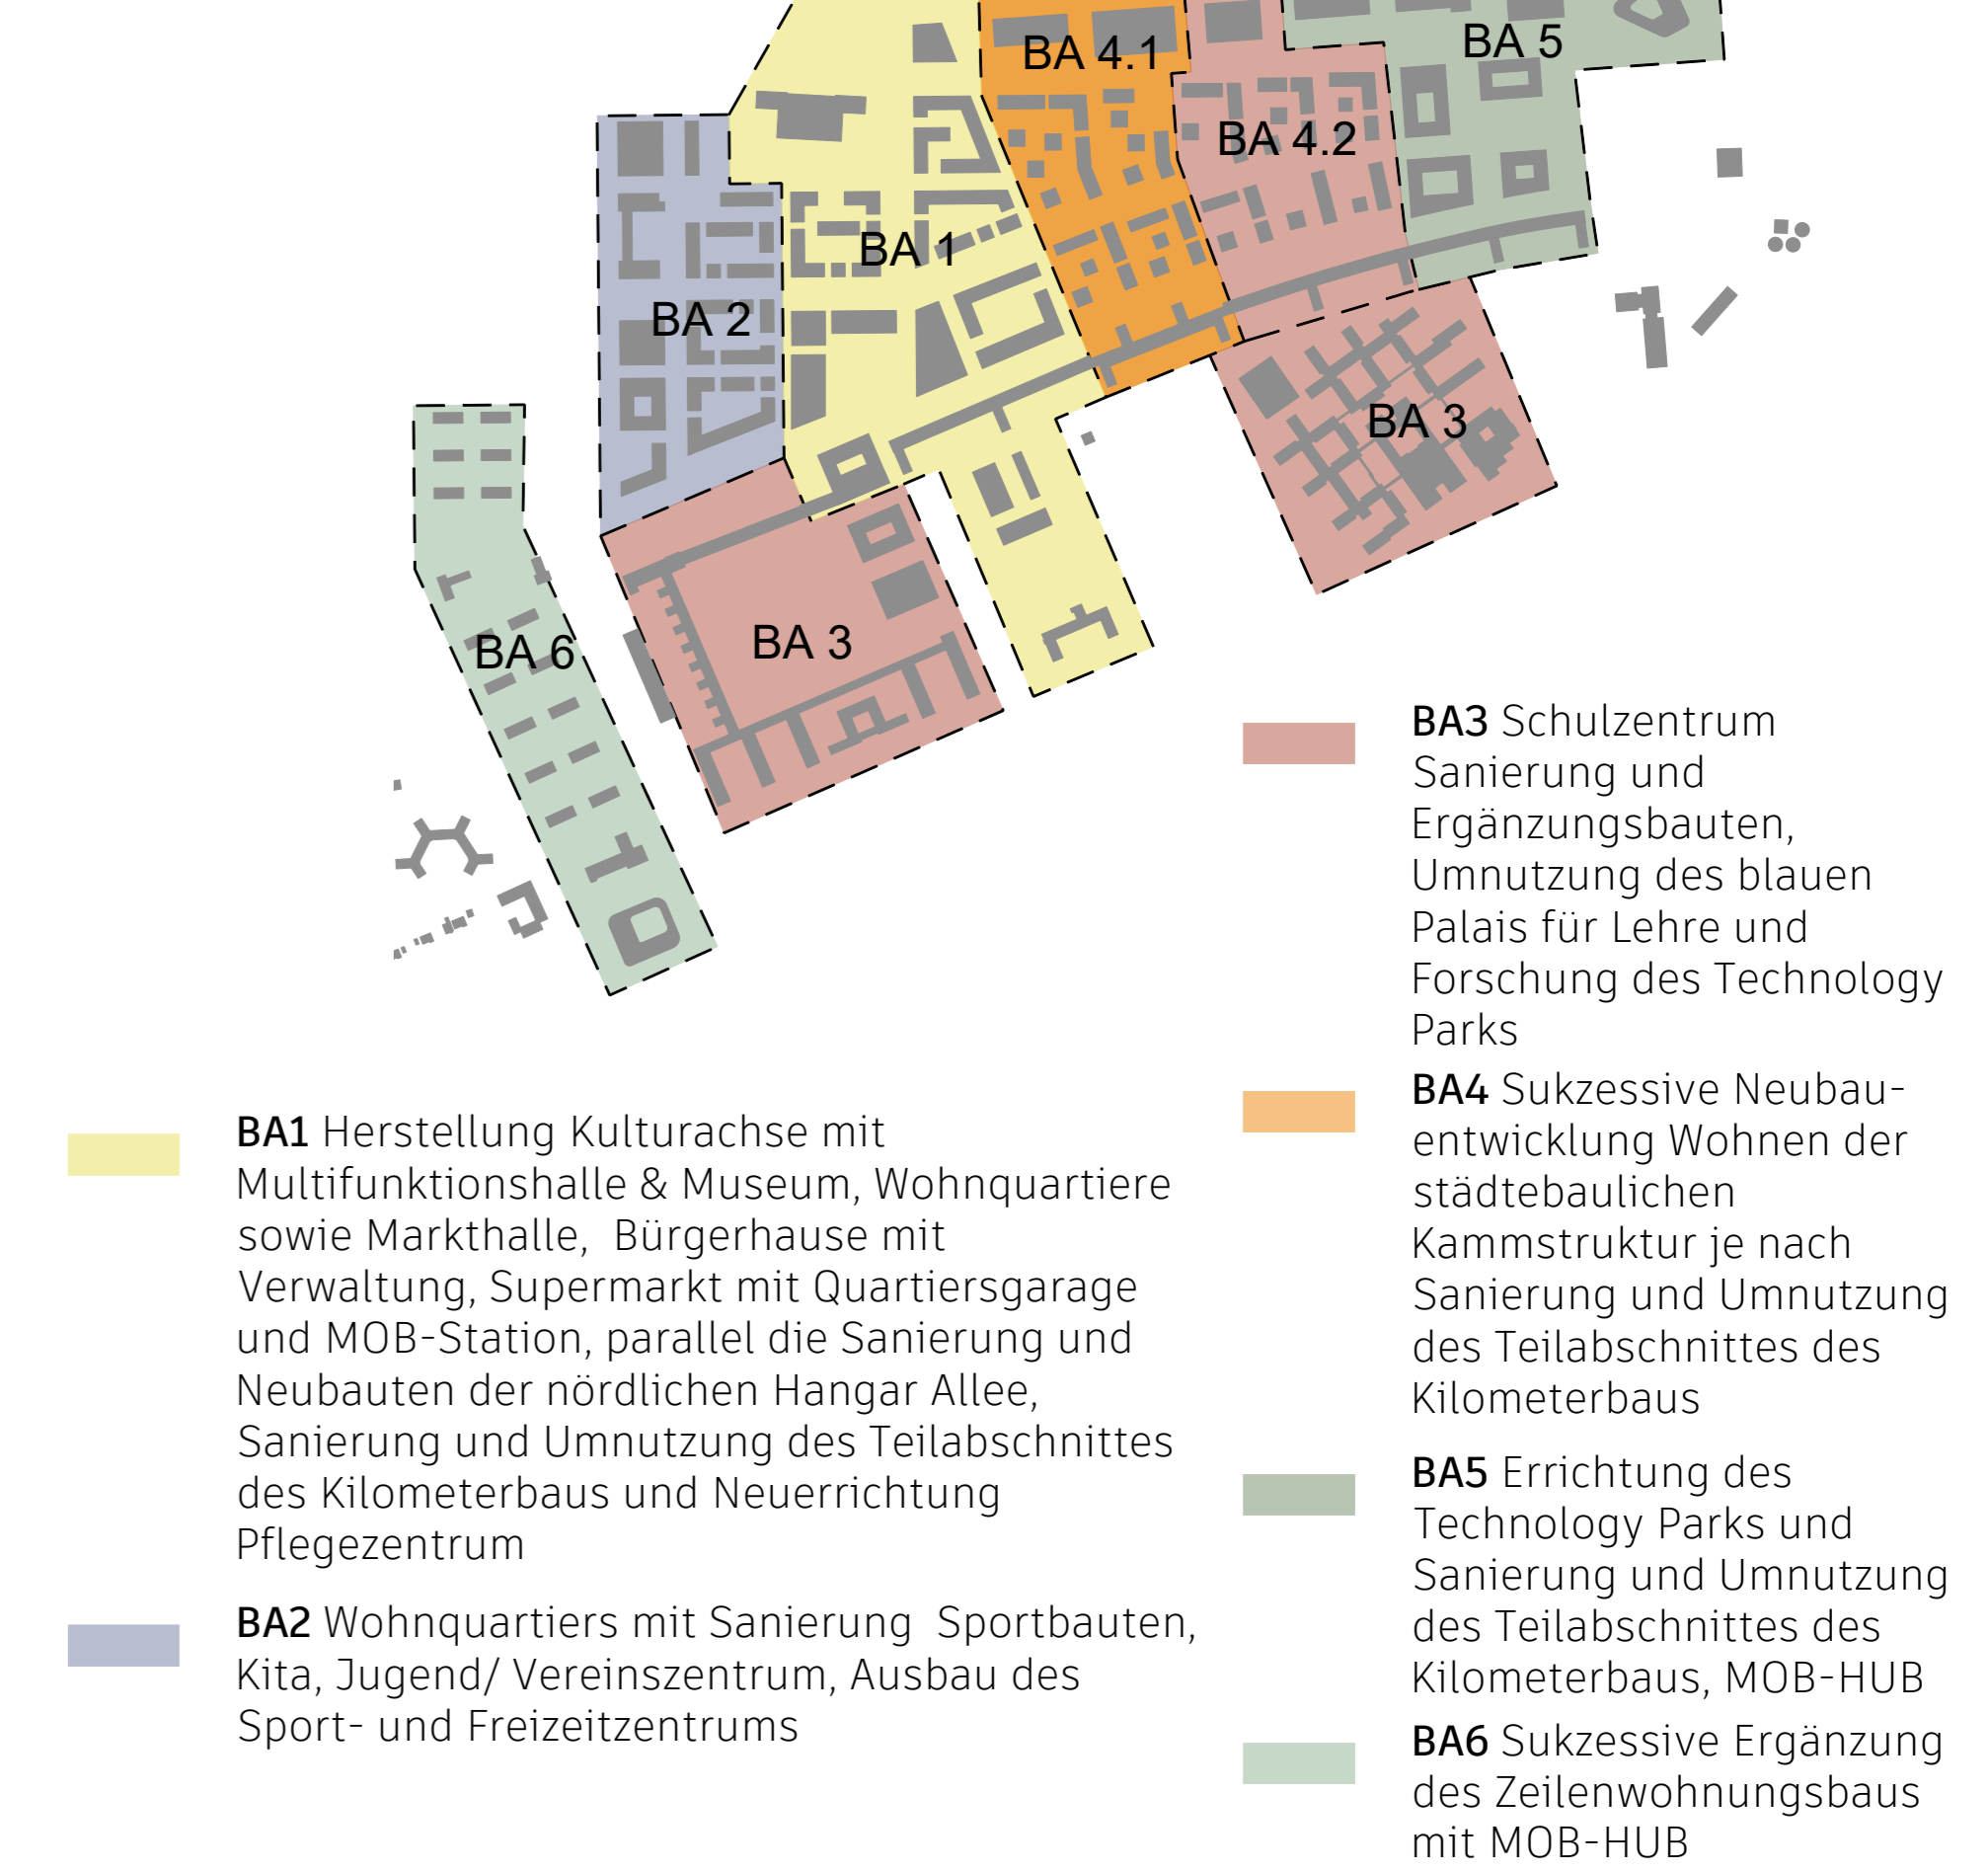 BA 4.1
BA 5
BA 4.2
BA 1
BA 2
BA 3
BA 6
BA 3
BA3 Schulzentrum
Sanierung und
Ergänzungsbauten,
Umnutzung des blauen
Palais für Lehre und
Forschung des Technology
Parks
BA4 Sukzessive Neubau-
entwicklung Wohnen der
städtebaulichen
Kammstruktur je nach
Sanierung und Umnutzung
des Teilabschnittes des
Kilometerbaus
BA5 Errichtung des
Technology Parks und
Sanierung und Umnutzung
des Teilabschnittes des
Kilometerbaus, MOB-HUB
BA6 Sukzessive Ergänzung
des Zeilenwohnungsbaus
mit MOB-HUB
BA1 Herstellung Kulturachse mit
Multifunktionshalle & Museum, Wohnquartiere
sowie Markthalle,  Bürgerhause mit
Verwaltung, Supermarkt mit Quartiersgarage
und MOB-Station, parallel die Sanierung und
Neubauten der nördlichen Hangar Allee,
Sanierung und Umnutzung des Teilabschnittes
des Kilometerbaus und Neuerrichtung
Pflegezentrum
BA2 Wohnquartiers mit Sanierung  Sportbauten,
Kita, Jugend/ Vereinszentrum, Ausbau des
Sport- und Freizeitzentrums